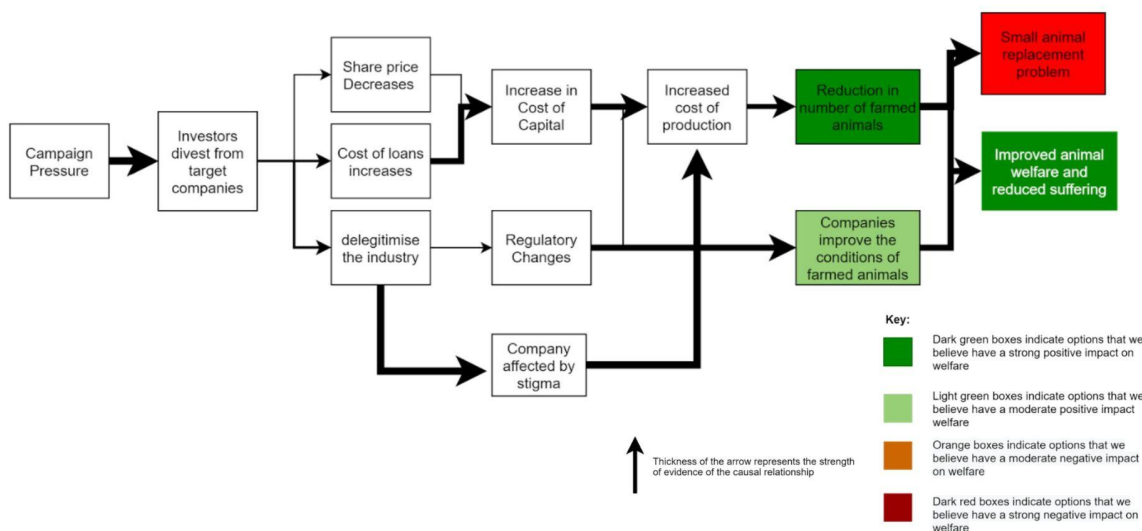 Campaign
Pressure
Investors
divest from
target
companies
Share price
Decreases
Cost of loans
increases
delegitimise
the industry
Increase in
Cost of
Capital
Regulatory
Changes
Company
affected by
stigma
Increased
cost of
production
Reduction in
number of farmed
animals
Companies
improve the
conditions of
farmed animals
Small animal
replacement
problem
Improved animal
welfare and
reduced suffering
Key:
Dark green boxes indicate options that we
believe have a strong positive impact on
welfare
Light green boxes indicate options that we
believe have a moderate positive impact
welfare
Orange boxes indicate options that we
believe have a moderate negative impact
on welfare
Dark red boxes indicate options that we
believe have a strong negative impact on
welfare
Thickness of the arrow represents the strength
of evidence of the causal relationship